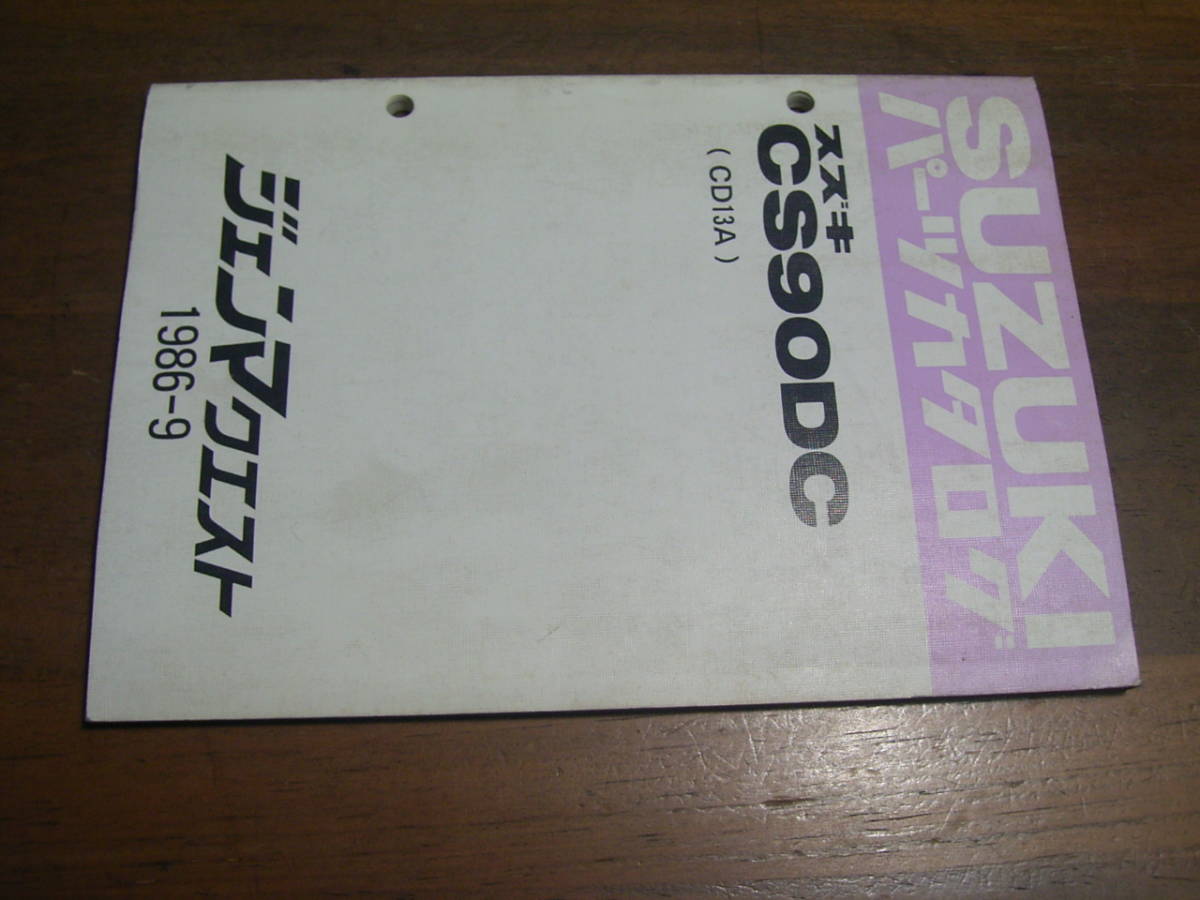 SUZUKI
パーツカタログ
スズキ
CS90DC
( CD13A )
ジェンマクエスト
1986-9